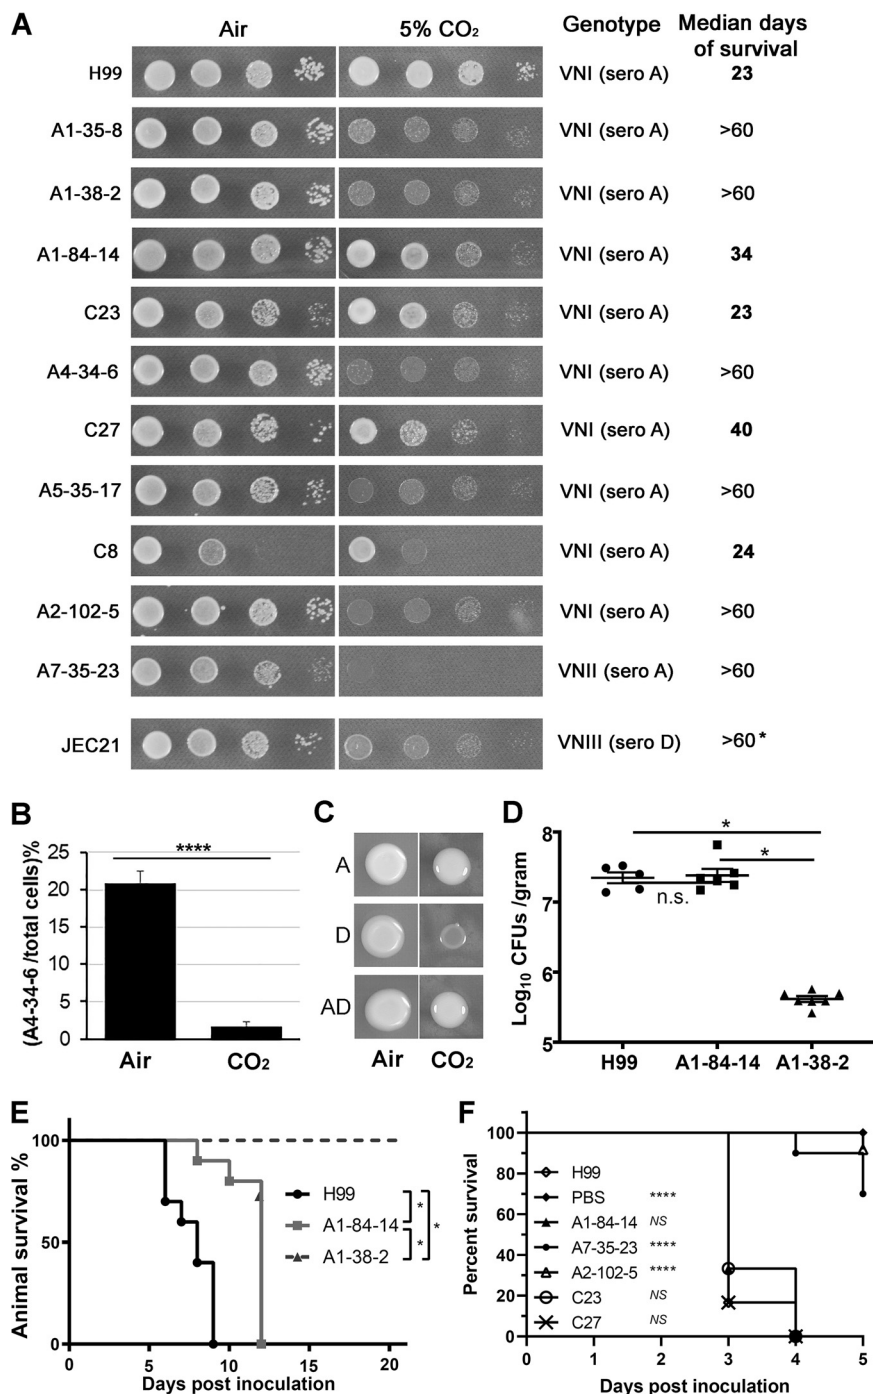 A
Air 5% CO2 Genotype Median days of survival
H99 VNI (sero A) 23
A1-35-8 VNI (sero A) >60
A1-38-2 VNI (sero A) >60
A1-84-14 VNI (sero A) 34
C23 VNI (sero A) 23
A4-34-6 VNI (sero A) >60
C27 VNI (sero A) 40
A5-35-17 VNI (sero A) >60
C8 VNI (sero A) 24
A2-102-5 VNI (sero A) >60
A7-35-23 VNII (sero A) >60
JEC21 VNIII (sero D) >60*
B
(A4-34-6 /total cells)%
25
20
15
10
5
0
****
Air CO2
C
A
D
AD
Air CO2
D
Log10 CFUs /gram
8
7
6
5
*
*
n.s.
H99 A1-84-14 A1-38-2
E
Animal survival %
100
50
0
H99
A1-84-14
A1-38-2
*
*
*
0 5 10 15 20
Days post inoculation
F
Percent survival
100
80
60
40
20
0
H99
PBS ****
A1-84-14 NS
A7-35-23 ****
A2-102-5 ****
C23 NS
C27 NS
0 1 2 3 4 5
Days post inoculation